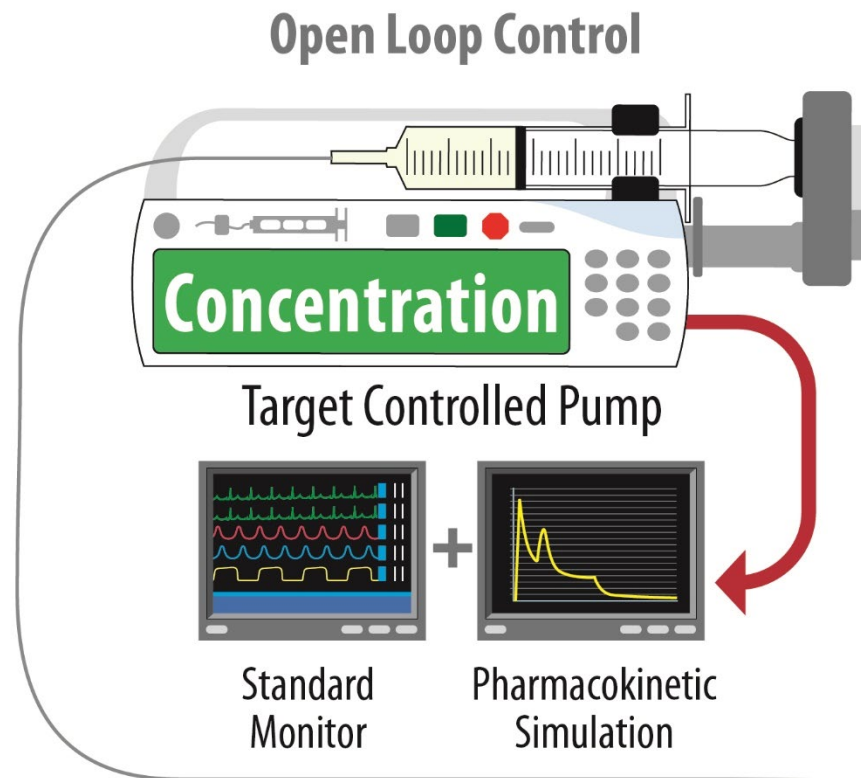 Open Loop Control
Concentration
Target Controlled Pump
Standard
Monitor
Pharmacokinetic
Simulation